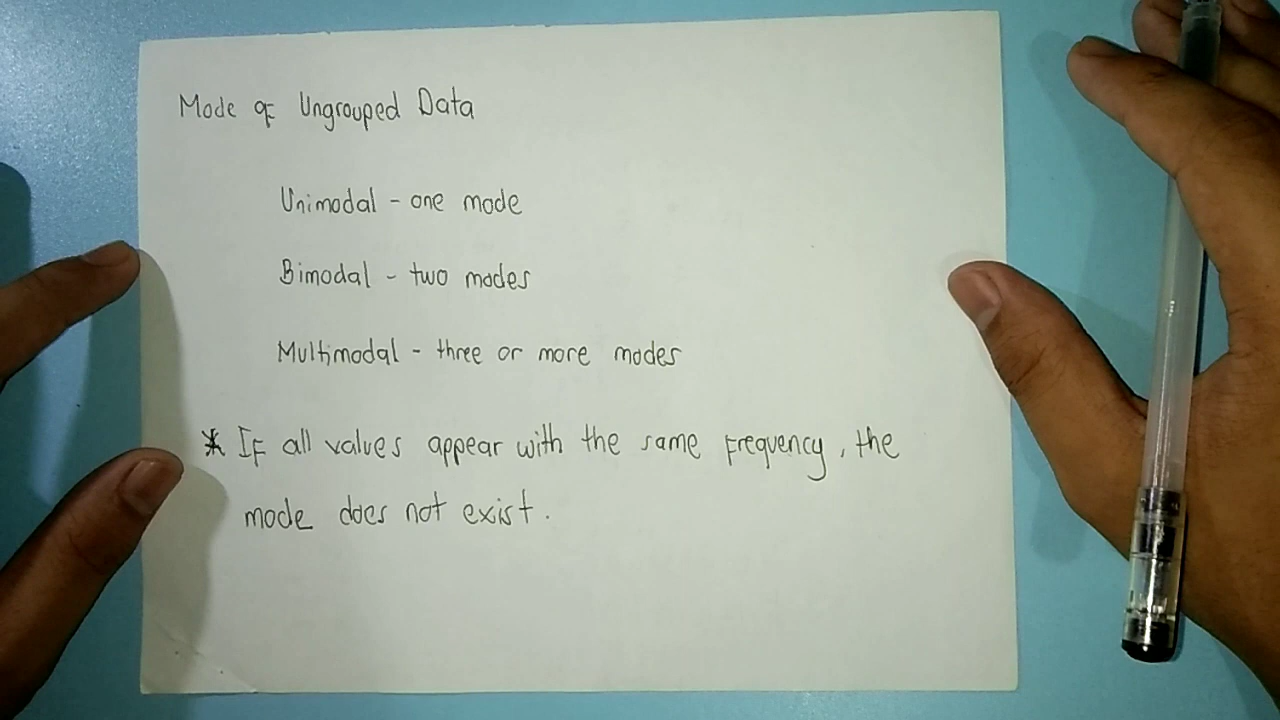 Mode of Ungrouped Data
Unimodal - one mode
Bimodal - two modes
Multimodal - three or more modes
* If all values appear with the same frequency, the
mode does not exist.